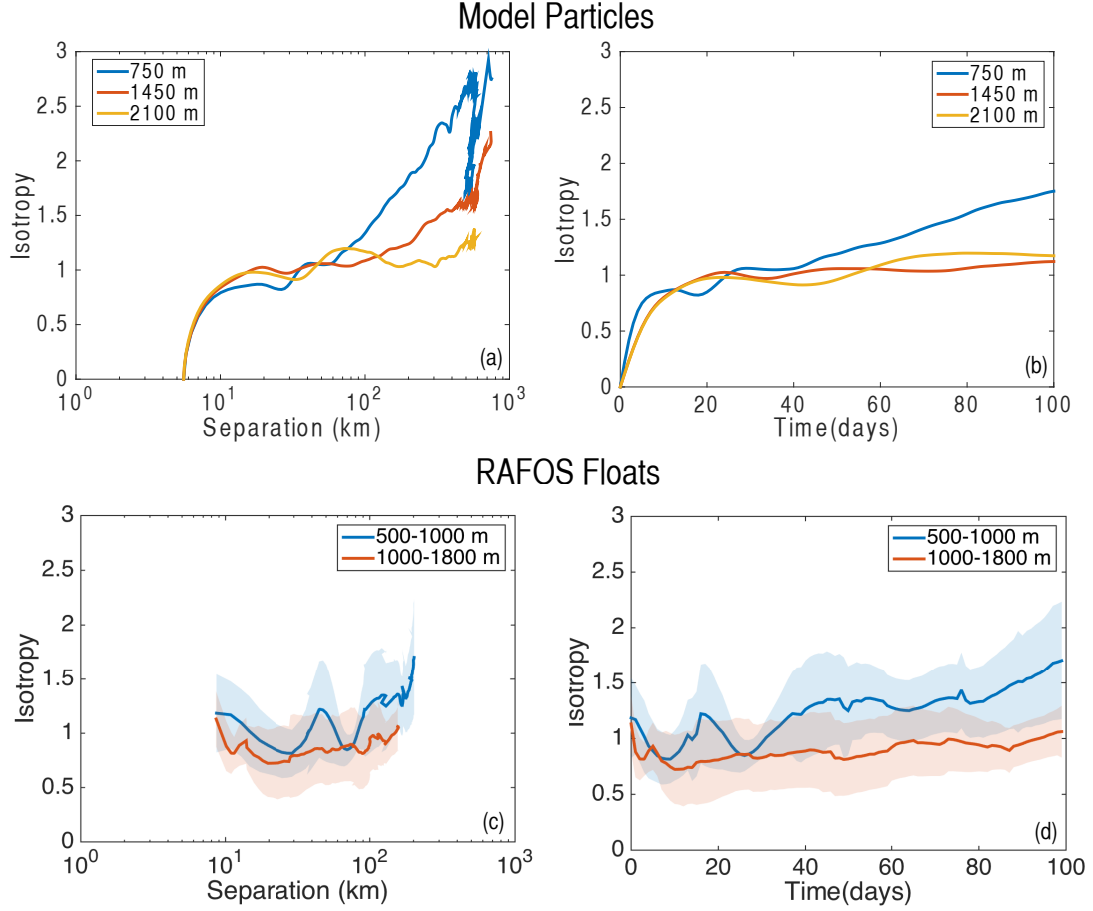 Model Particles
3
2.5
2
1.5
1
0.5
0
Isotropy
750 m
1450 m
2100 m
(a)
10^0 10^1 10^2 10^3
Separation (km)
3
2.5
2
1.5
1
0.5
0
Isotropy
750 m
1450 m
2100 m
(b)
0 20 40 60 80 100
Time(days)
RAFOS Floats
3
2.5
2
1.5
1
0.5
0
Isotropy
500-1000 m
1000-1800 m
(c)
10^0 10^1 10^2 10^3
Separation (km)
3
2.5
2
1.5
1
0.5
0
Isotropy
500-1000 m
1000-1800 m
(d)
0 20 40 60 80 100
Time(days)